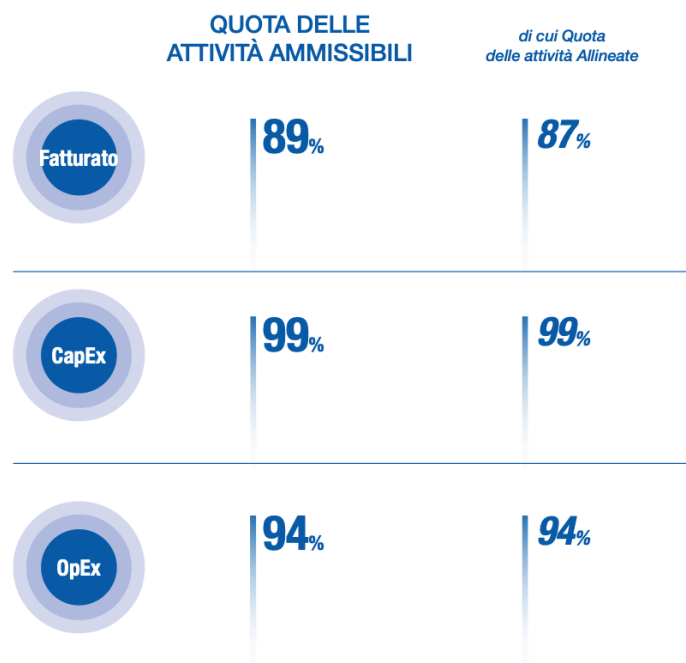 QUOTA DELLE
ATTIVITÀ AMMISSIBILI
di cui Quota
delle attività Allineate
Fatturato
89%
87%
CapEx
99%
99%
OpEx
94%
94%